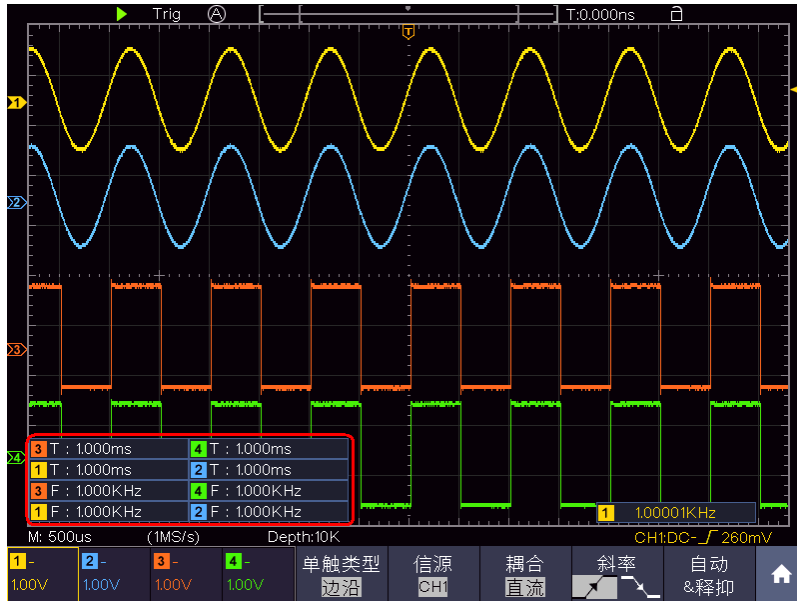 Trig A T:0.000ns
T
1
2
3
4
3 T : 1.000ms 4 T : 1.000ms
1 T : 1.000ms 2 T : 1.000ms
3 F : 1.000KHz 4 F : 1.000KHz
1 F : 1.000KHz 2 F : 1.000KHz
1 1.00001KHz
M: 500us (1MS/s) Depth:10K CH1:DC- 260mV
1 - 2 - 3 - 4 - 单触类型 信源 耦合 斜率 自动
1.00V 1.00V 1.00V 1.00V 边沿 CH1 直流 &释抑